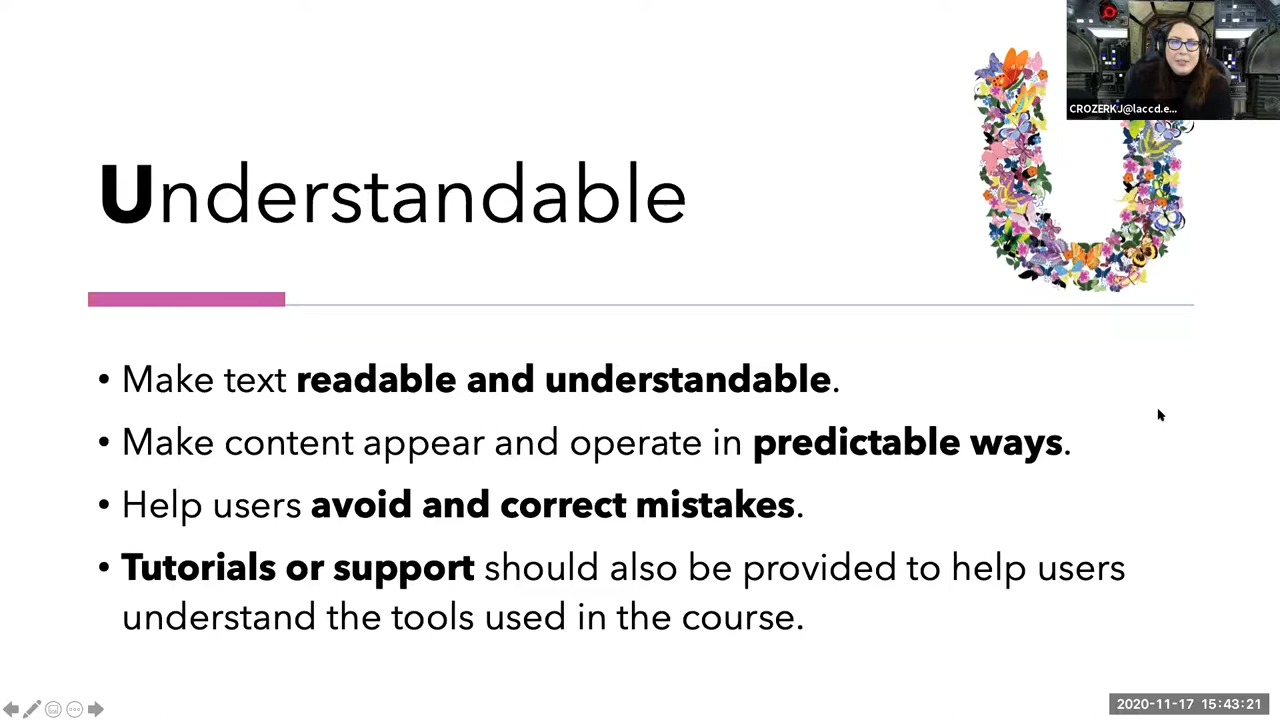 CROZERKJ@laccd.e...
Understandable
• Make text readable and understandable.
• Make content appear and operate in predictable ways.
• Help users avoid and correct mistakes.
• Tutorials or support should also be provided to help users
understand the tools used in the course.
2020-11-17 15:43:21